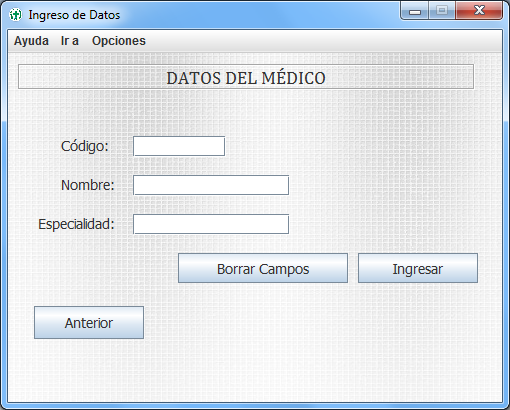 Ingreso de Datos
Ayuda Ir a Opciones
DATOS DEL MÉDICO
Código:
Nombre:
Especialidad:
Borrar Campos Ingresar
Anterior